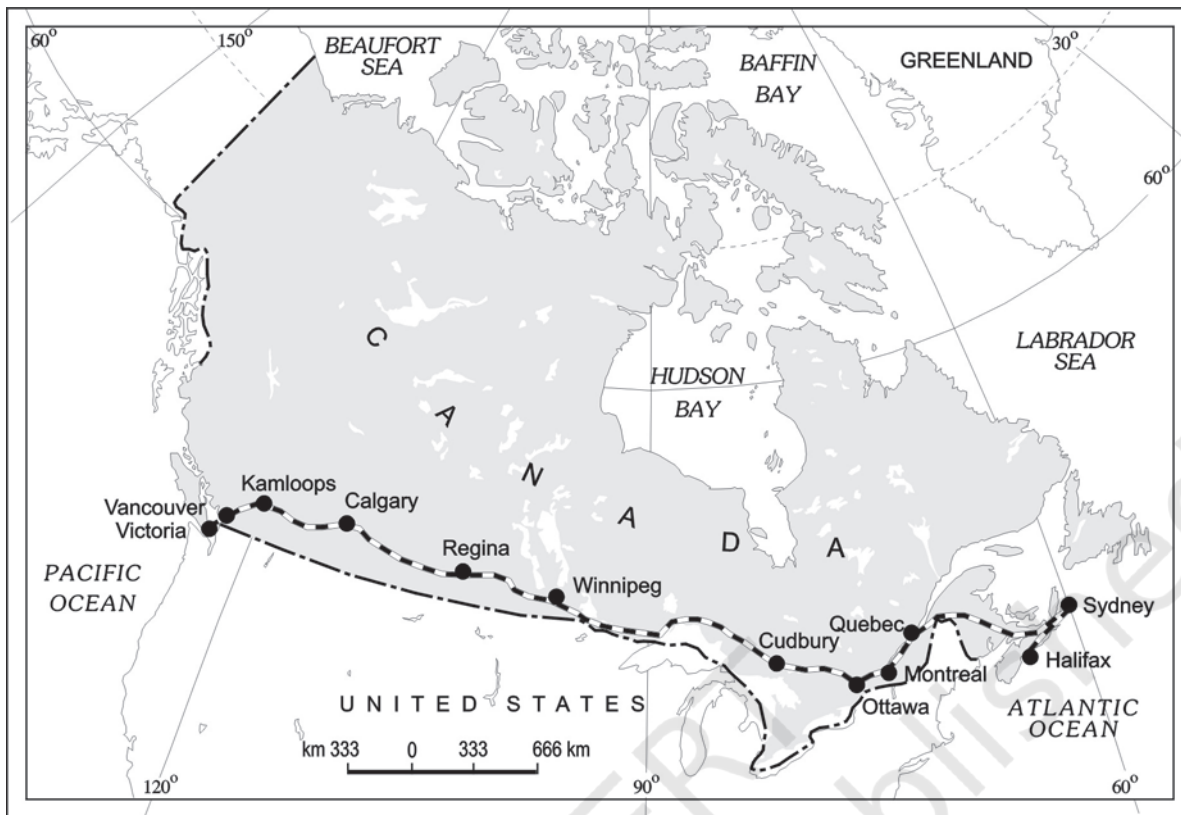 60°
150°
BEAUFORT
SEA
BAFFIN
BAY
GREENLAND
30°
60°
LABRADOR
SEA
HUDSON
BAY
C A N A D A
Kamloops
Calgary
Vancouver
Victoria
Regina
Winnipeg
PACIFIC
OCEAN
Cudbury
Quebec
Sydney
Montreal
Halifax
Ottawa
UNITED STATES
ATLANTIC
OCEAN
km 333 0 333 666 km
120°
90°
60°